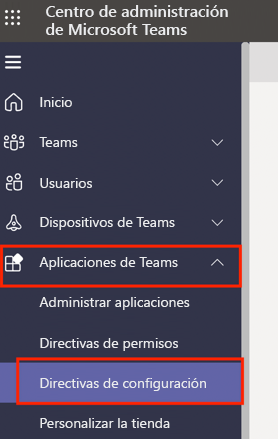 Centro de administración
de Microsoft Teams
Inicio
Teams
Usuarios
Dispositivos de Teams
Aplicaciones de Teams
Administrar aplicaciones
Directivas de permisos
Directivas de configuración
Personalizar la tienda